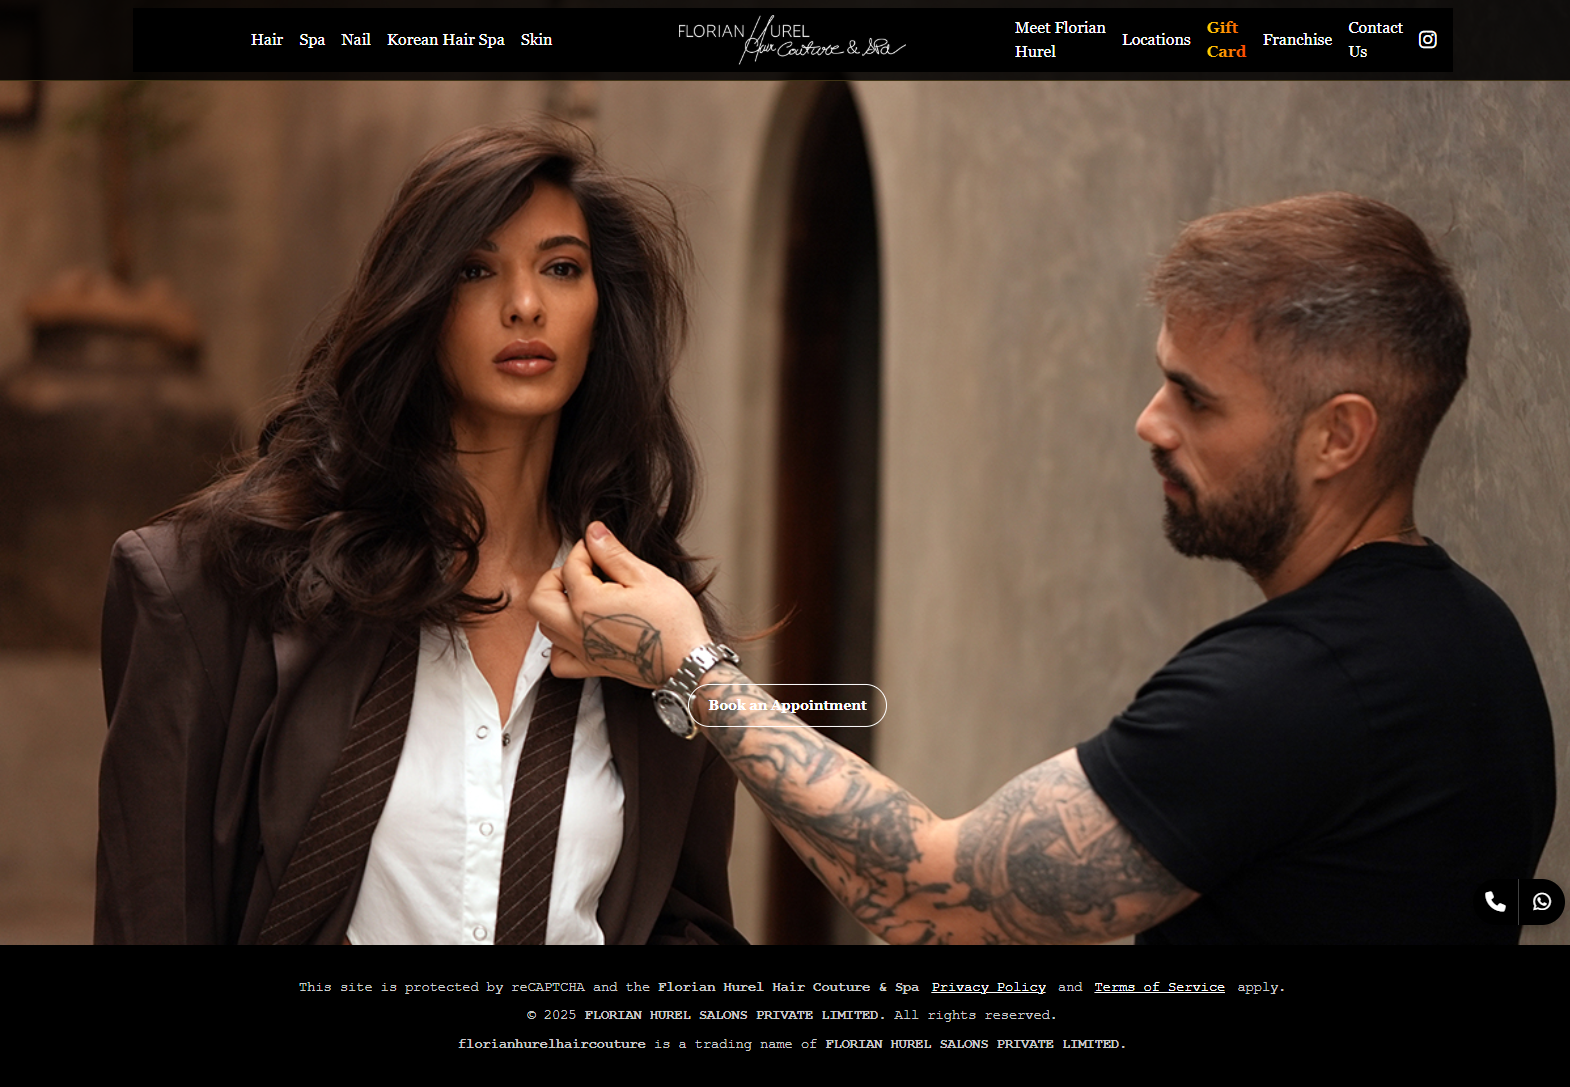 Hair Spa Nail Korean Hair Spa Skin
FLORIAN HUREL
Hair Couture & Spa
Meet Florian Hurel
Locations
Gift Card
Franchise
Contact Us
Book an Appointment
This site is protected by reCAPTCHA and the Florian Hurel Hair Couture & Spa Privacy Policy and Terms of Service apply.
© 2025 FLORIAN HUREL SALONS PRIVATE LIMITED. All rights reserved.
florianhurelhaircouture is a trading name of FLORIAN HUREL SALONS PRIVATE LIMITED.